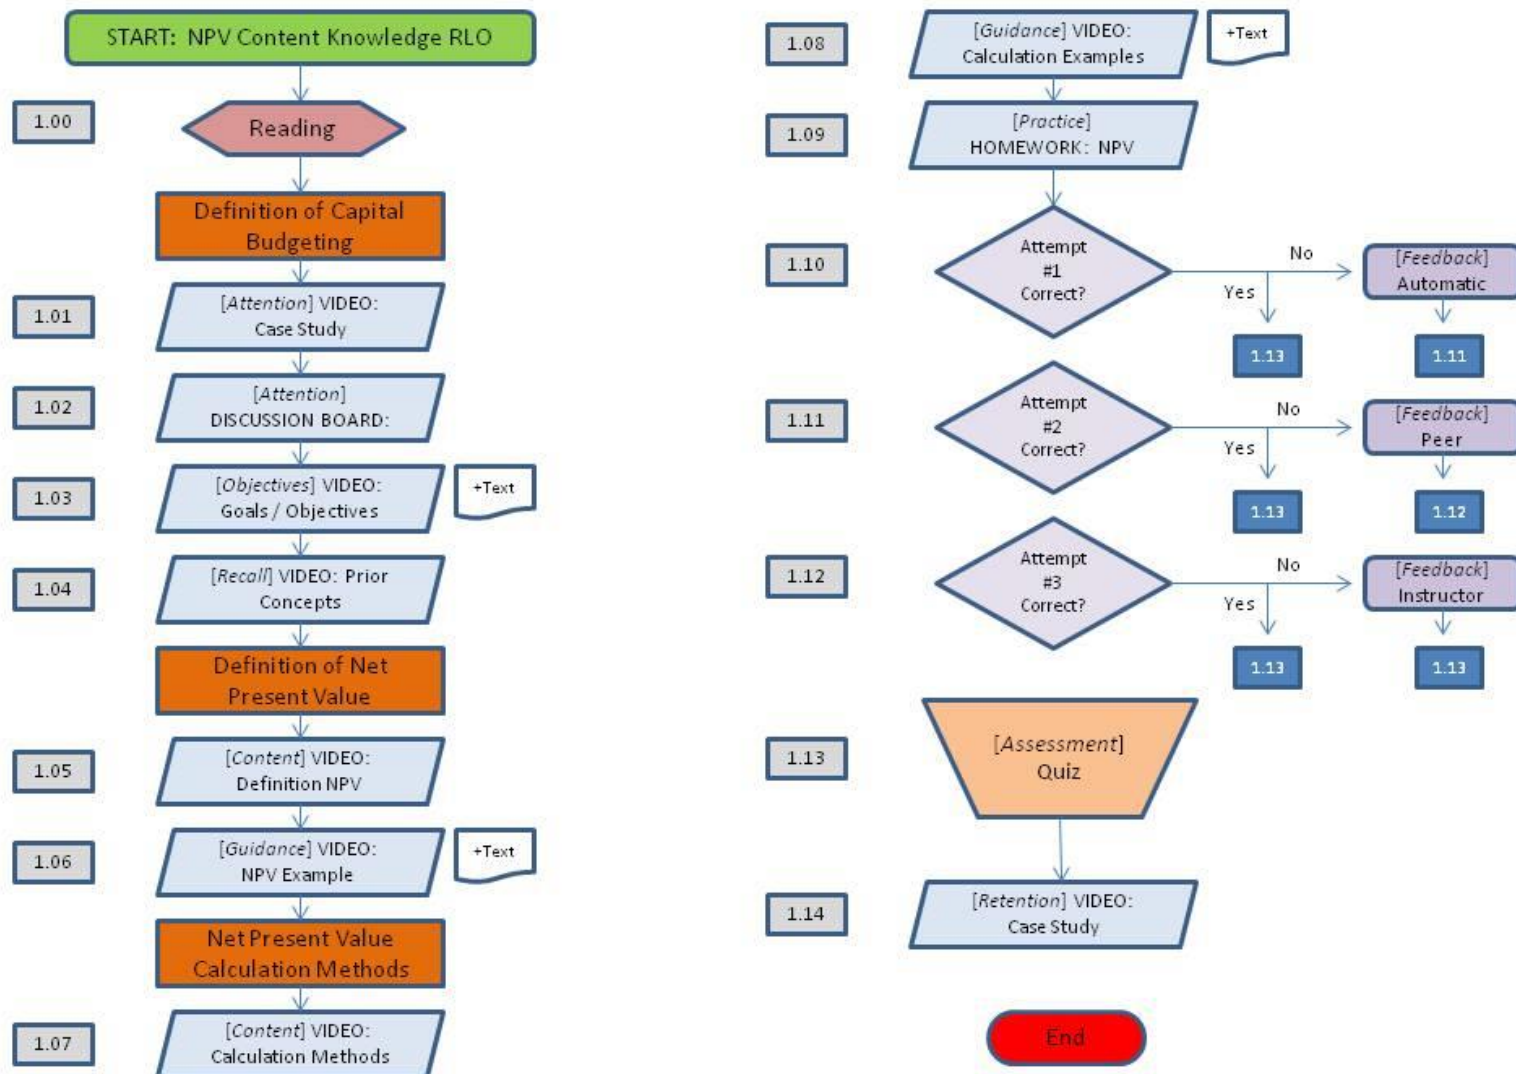 START: NPV Content Knowledge RLO
1.00
Reading
Definition of Capital
Budgeting
1.01
[Attention] VIDEO:
Case Study
1.02
[Attention]
DISCUSSION BOARD:
1.03
[Objectives] VIDEO:
Goals / Objectives
+Text
1.04
[Recall] VIDEO: Prior
Concepts
Definition of Net
Present Value
1.05
[Content] VIDEO:
Definition NPV
1.06
[Guidance] VIDEO:
NPV Example
+Text
Net Present Value
Calculation Methods
1.07
[Content] VIDEO:
Calculation Methods
1.08
[Guidance] VIDEO:
Calculation Examples
+Text
1.09
[Practice]
HOMEWORK: NPV
1.10
Attempt
#1
Correct?
No
Yes
[Feedback]
Automatic
1.13
1.11
1.11
Attempt
#2
Correct?
No
Yes
[Feedback]
Peer
1.13
1.12
1.12
Attempt
#3
Correct?
No
Yes
[Feedback]
Instructor
1.13
1.13
1.13
[Assessment]
Quiz
1.14
[Retention] VIDEO:
Case Study
End